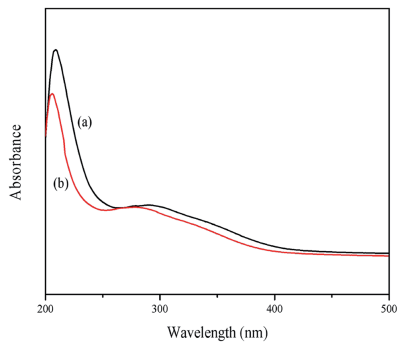 Absorbance
(a)
(b)
200 300 400 500
Wavelength (nm)